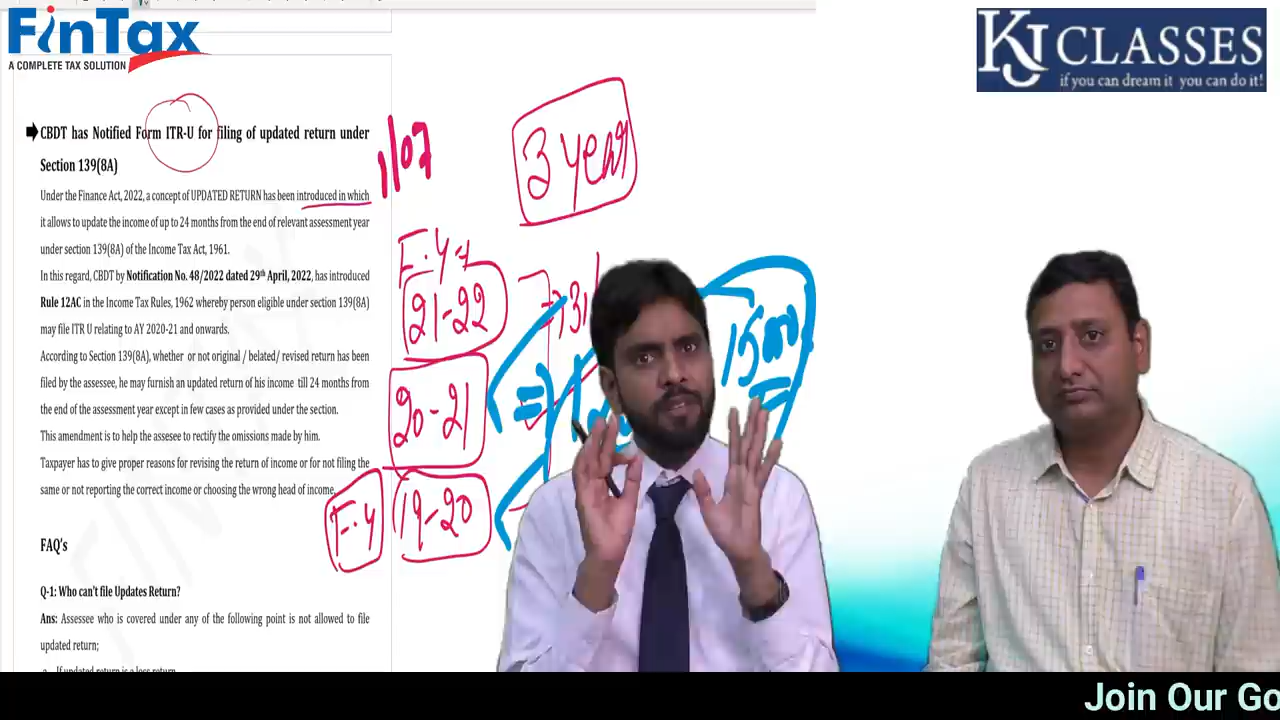 FinTax
A COMPLETE TAX SOLUTION
KJ CLASSES
if you can dream it you can do it!
CBDT has Notified Form ITR-U for filing of updated return under
Section 139(8A)
Under the Finance Act, 2022, a concept of UPDATED RETURN has been introduced in which
it allows to update the income of up to 24 months from the end of relevant assessment year
under section 139(8A) of the Income Tax Act, 1961.
In this regard, CBDT by Notification No. 48/2022 dated 29th April, 2022, has introduced
Rule 12AC in the Income Tax Rules, 1962 whereby person eligible under section 139(8A)
may file ITR U relating to AY 2020-21 and onwards.
According to Section 139(8A), whether or not original / belated/ revised return has been
filed by the assessee, he may furnish an updated return of his income till 24 months from
the end of the assessment year except in few cases as provided under the section.
This amendment is to help the assesee to rectify the omissions made by him.
Taxpayer has to give proper reasons for revising the return of income or for not filing the
same or not reporting the correct income or choosing the wrong head of income.
FAQ's
Q-1: Who can't file Updates Return?
Ans: Assessee who is covered under any of the following point is not allowed to file
updated return;
a. If updated return is a loss return
3 year
F.Y
21-22
20-21
F.Y 19-20
Join Our Go